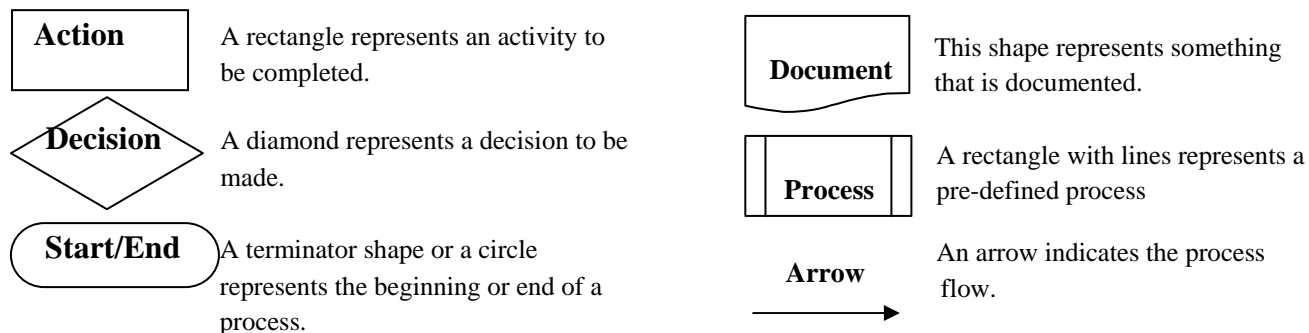 Action
A rectangle represents an activity to
be completed.
Decision
A diamond represents a decision to be
made.
Start/End
A terminator shape or a circle
represents the beginning or end of a
process.
Document
This shape represents something
that is documented.
Process
A rectangle with lines represents a
pre-defined process
Arrow
An arrow indicates the process
flow.